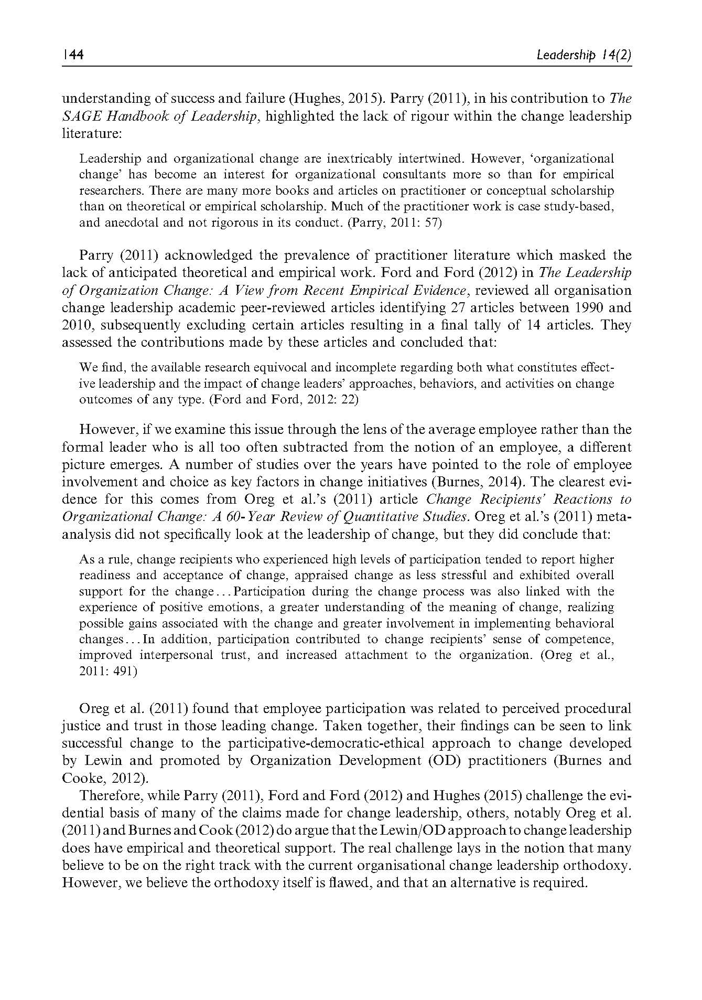 144
Leadership 14(2)
understanding of success and failure (Hughes, 2015). Parry (2011), in his contribution to The
SAGE Handbook of Leadership, highlighted the lack of rigour within the change leadership
literature:
Leadership and organizational change are inextricably intertwined. However, ‘organizational
change’ has become an interest for organizational consultants more so than for empirical
researchers. There are many more books and articles on practitioner or conceptual scholarship
than on theoretical or empirical scholarship. Much of the practitioner work is case study-based,
and anecdotal and not rigorous in its conduct. (Parry, 2011: 57)
Parry (2011) acknowledged the prevalence of practitioner literature which masked the
lack of anticipated theoretical and empirical work. Ford and Ford (2012) in The Leadership
of Organization Change: A View from Recent Empirical Evidence, reviewed all organisation
change leadership academic peer-reviewed articles identifying 27 articles between 1990 and
2010, subsequently excluding certain articles resulting in a final tally of 14 articles. They
assessed the contributions made by these articles and concluded that:
We find, the available research equivocal and incomplete regarding both what constitutes effect-
ive leadership and the impact of change leaders’ approaches, behaviors, and activities on change
outcomes of any type. (Ford and Ford, 2012: 22)
However, if we examine this issue through the lens of the average employee rather than the
formal leader who is all too often subtracted from the notion of an employee, a different
picture emerges. A number of studies over the years have pointed to the role of employee
involvement and choice as key factors in change initiatives (Burnes, 2014). The clearest evi-
dence for this comes from Oreg et al.’s (2011) article Change Recipients’ Reactions to
Organizational Change: A 60-Year Review of Quantitative Studies. Oreg et al.’s (2011) meta-
analysis did not specifically look at the leadership of change, but they did conclude that:
As a rule, change recipients who experienced high levels of participation tended to report higher
readiness and acceptance of change, appraised change as less stressful and exhibited overall
support for the change...Participation during the change process was also linked with the
experience of positive emotions, a greater understanding of the meaning of change, realizing
possible gains associated with the change and greater involvement in implementing behavioral
changes...In addition, participation contributed to change recipients’ sense of competence,
improved interpersonal trust, and increased attachment to the organization. (Oreg et al.,
2011: 491)
Oreg et al. (2011) found that employee participation was related to perceived procedural
justice and trust in those leading change. Taken together, their findings can be seen to link
successful change to the participative-democratic-ethical approach to change developed
by Lewin and promoted by Organization Development (OD) practitioners (Burnes and
Cooke, 2012).
Therefore, while Parry (2011), Ford and Ford (2012) and Hughes (2015) challenge the evi-
dential basis of many of the claims made for change leadership, others, notably Oreg et al.
(2011) and Burnes and Cook (2012) do argue that the Lewin/OD approach to change leadership
does have empirical and theoretical support. The real challenge lays in the notion that many
believe to be on the right track with the current organisational change leadership orthodoxy.
However, we believe the orthodoxy itself is flawed, and that an alternative is required.